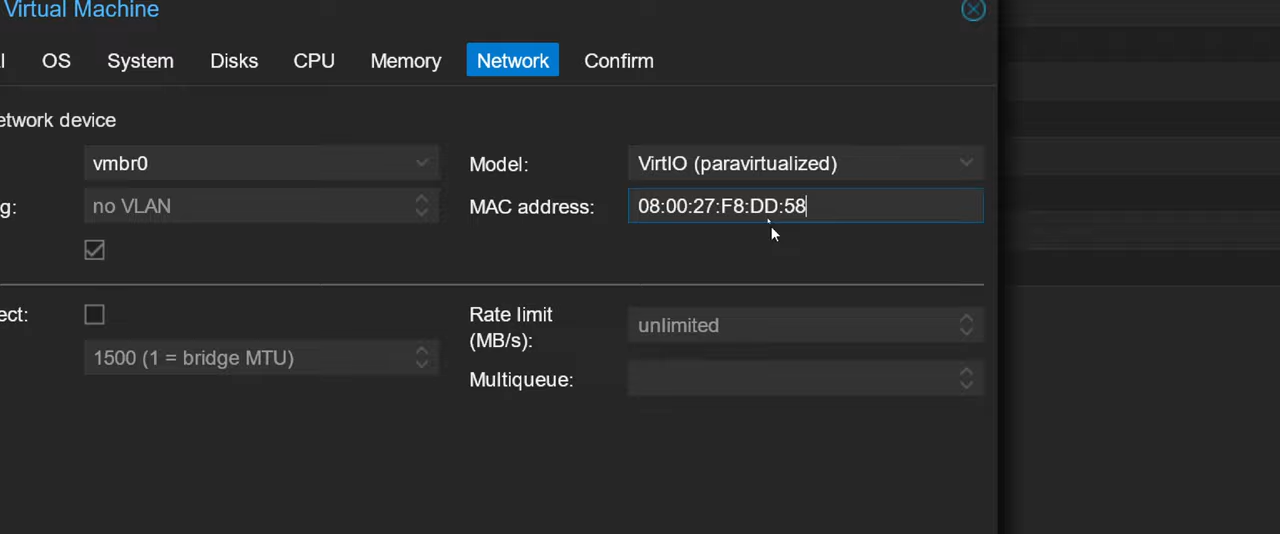 Virtual Machine
OS System Disks CPU Memory Network Confirm
etwork device
vmbr0 Model: VirtIO (paravirtualized)
g: no VLAN MAC address: 08:00:27:F8:DD:58
ect: Rate limit (MB/s): unlimited
1500 (1 = bridge MTU)
Multiqueue: